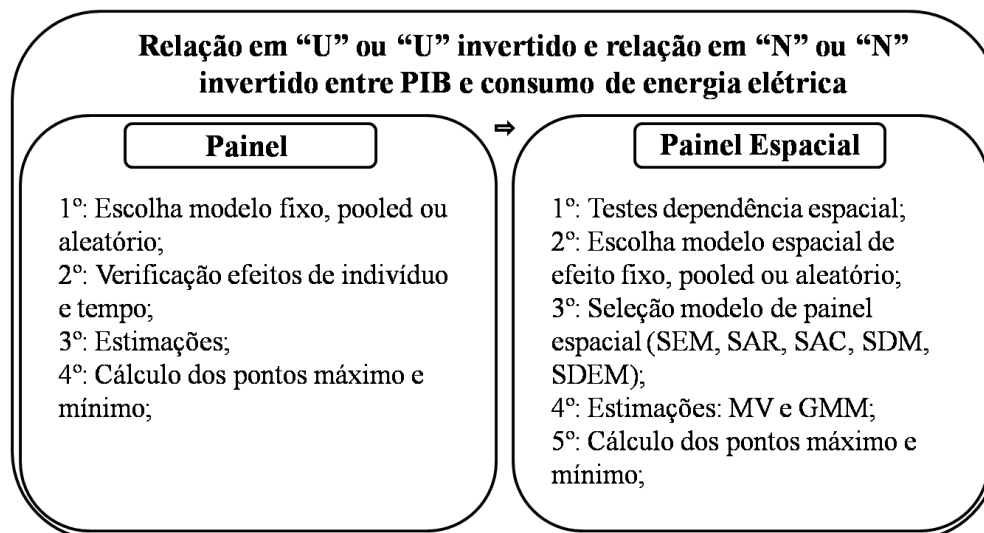 Relação em “U” ou “U” invertido e relação em “N” ou “N”
invertido entre PIB e consumo de energia elétrica
⇨
Painel
1º: Escolha modelo fixo, pooled ou
aleatório;
2º: Verificação efeitos de indivíduo
e tempo;
3º: Estimações;
4º: Cálculo dos pontos máximo e
mínimo;
Painel Espacial
1º: Testes dependência espacial;
2º: Escolha modelo espacial de
efeito fixo, pooled ou aleatório;
3º: Seleção modelo de painel
espacial (SEM, SAR, SAC, SDM,
SDEM);
4º: Estimações: MV e GMM;
5º: Cálculo dos pontos máximo e
mínimo;